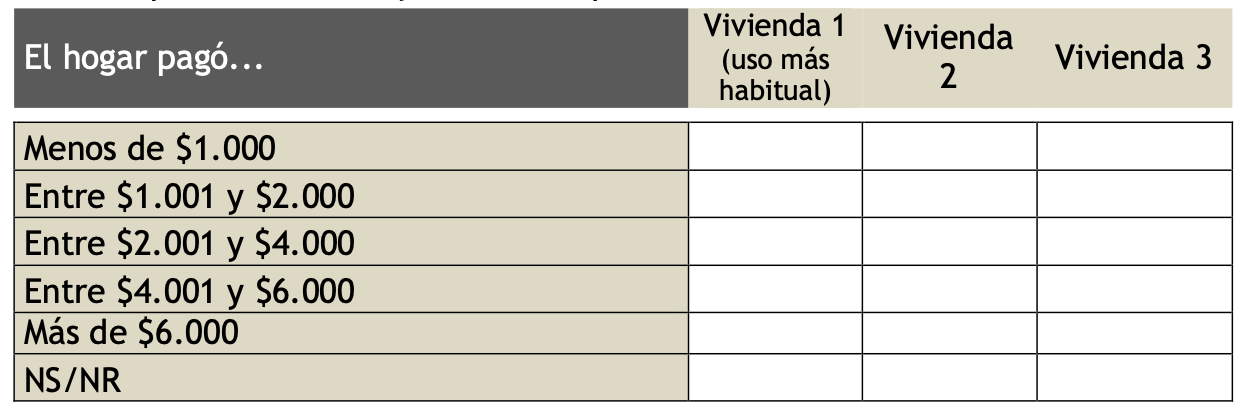 El hogar pagó...
Vivienda 1
(uso más
habitual)
Vivienda
2
Vivienda 3
Menos de $1.000
Entre $1.001 y $2.000
Entre $2.001 y $4.000
Entre $4.001 y $6.000
Más de $6.000
NS/NR